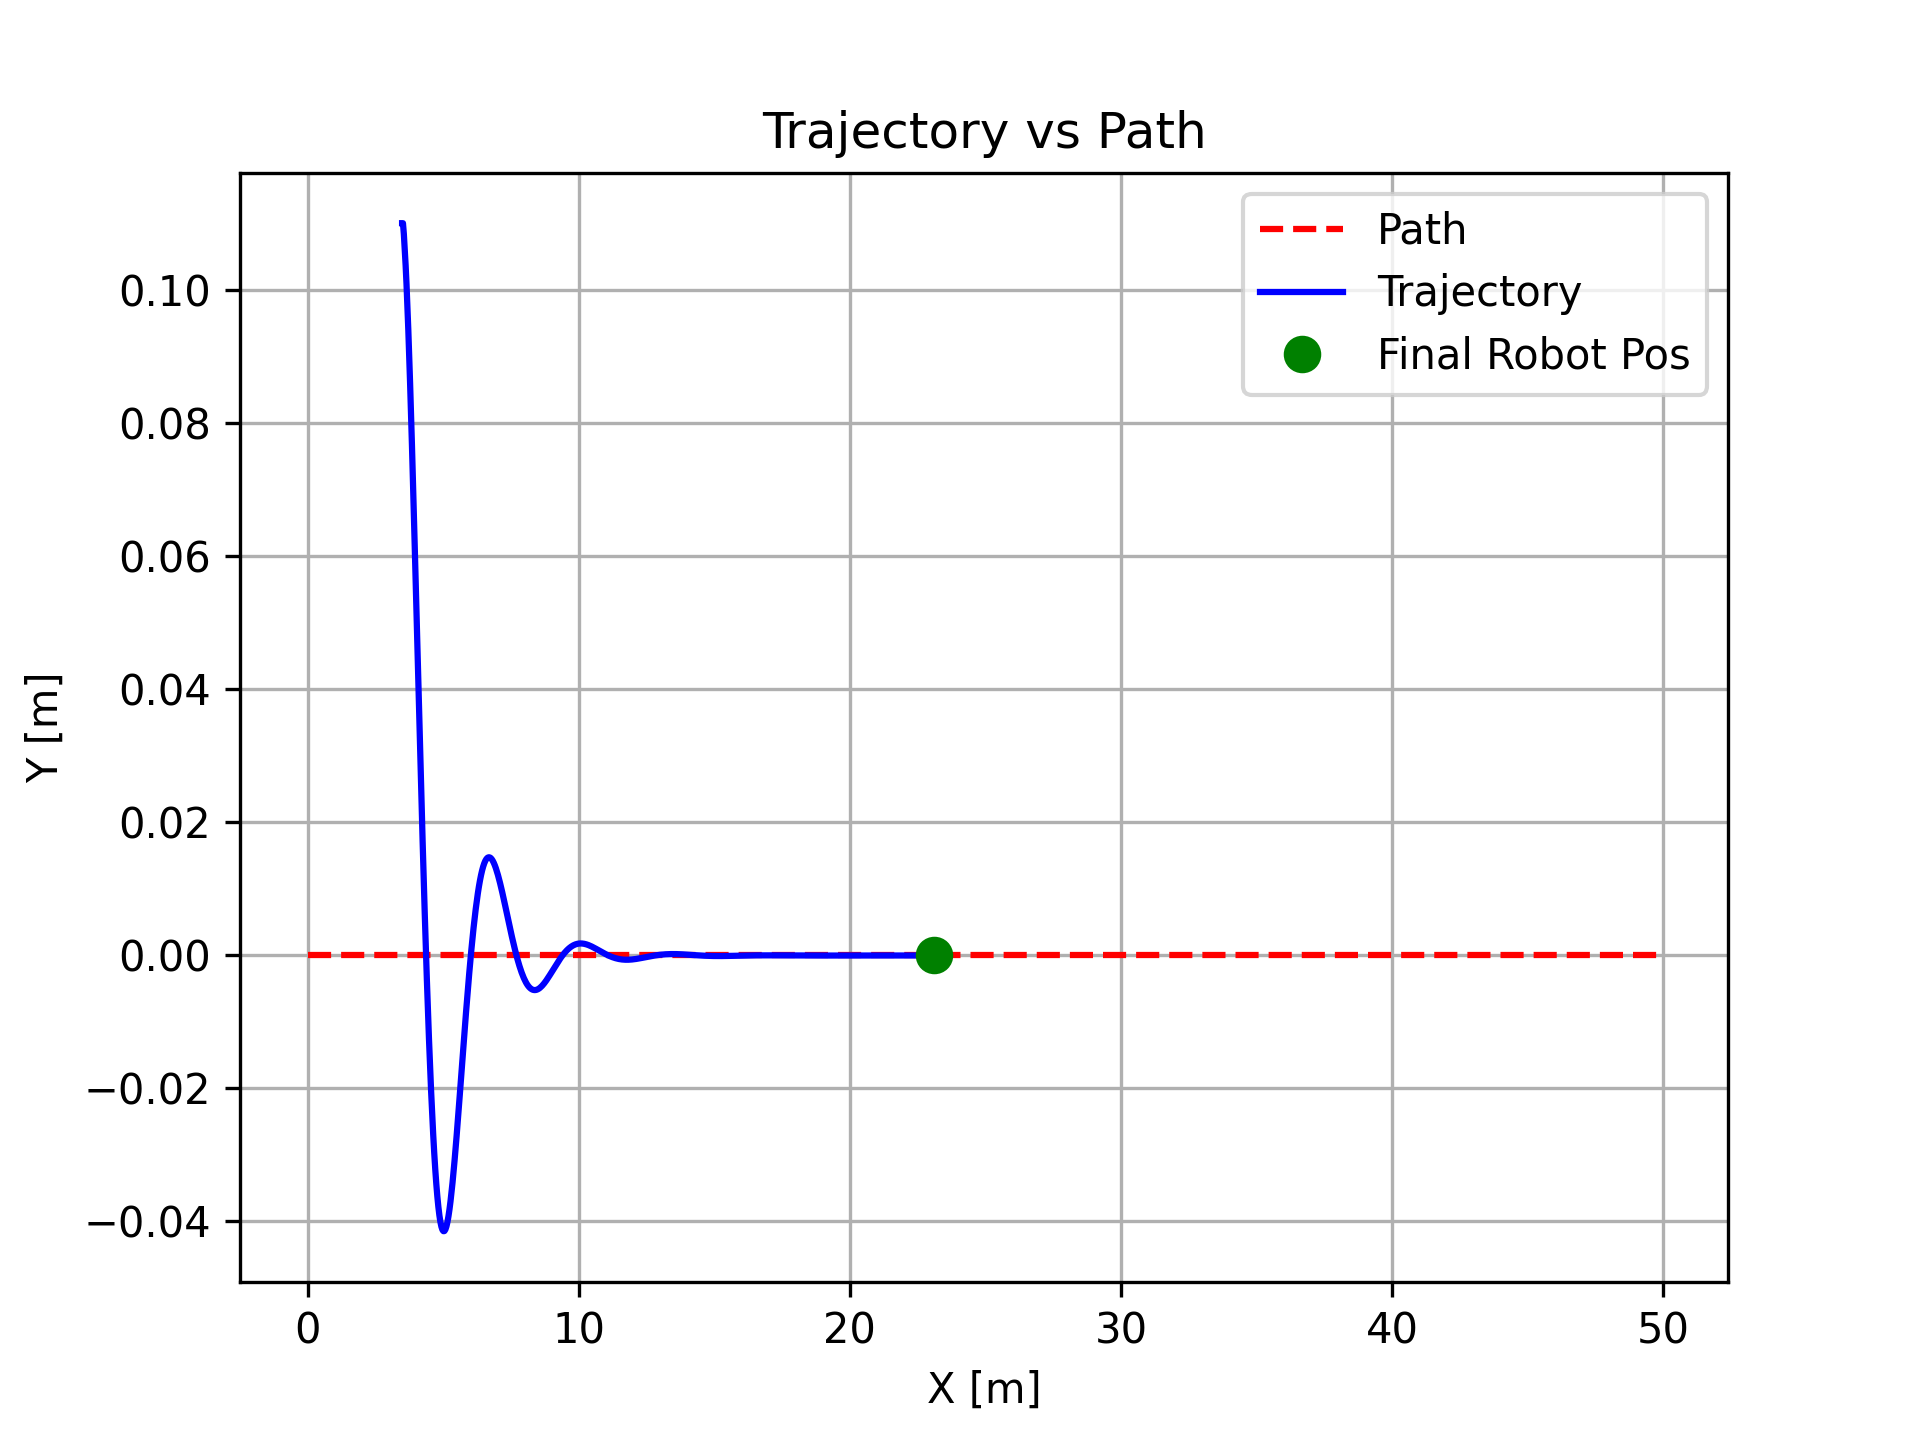 Trajectory vs Path
Path
Trajectory
Final Robot Pos
0.10
0.08
0.06
0.04
0.02
0.00
−0.02
−0.04
Y [m]
0 10 20 30 40 50
X [m]